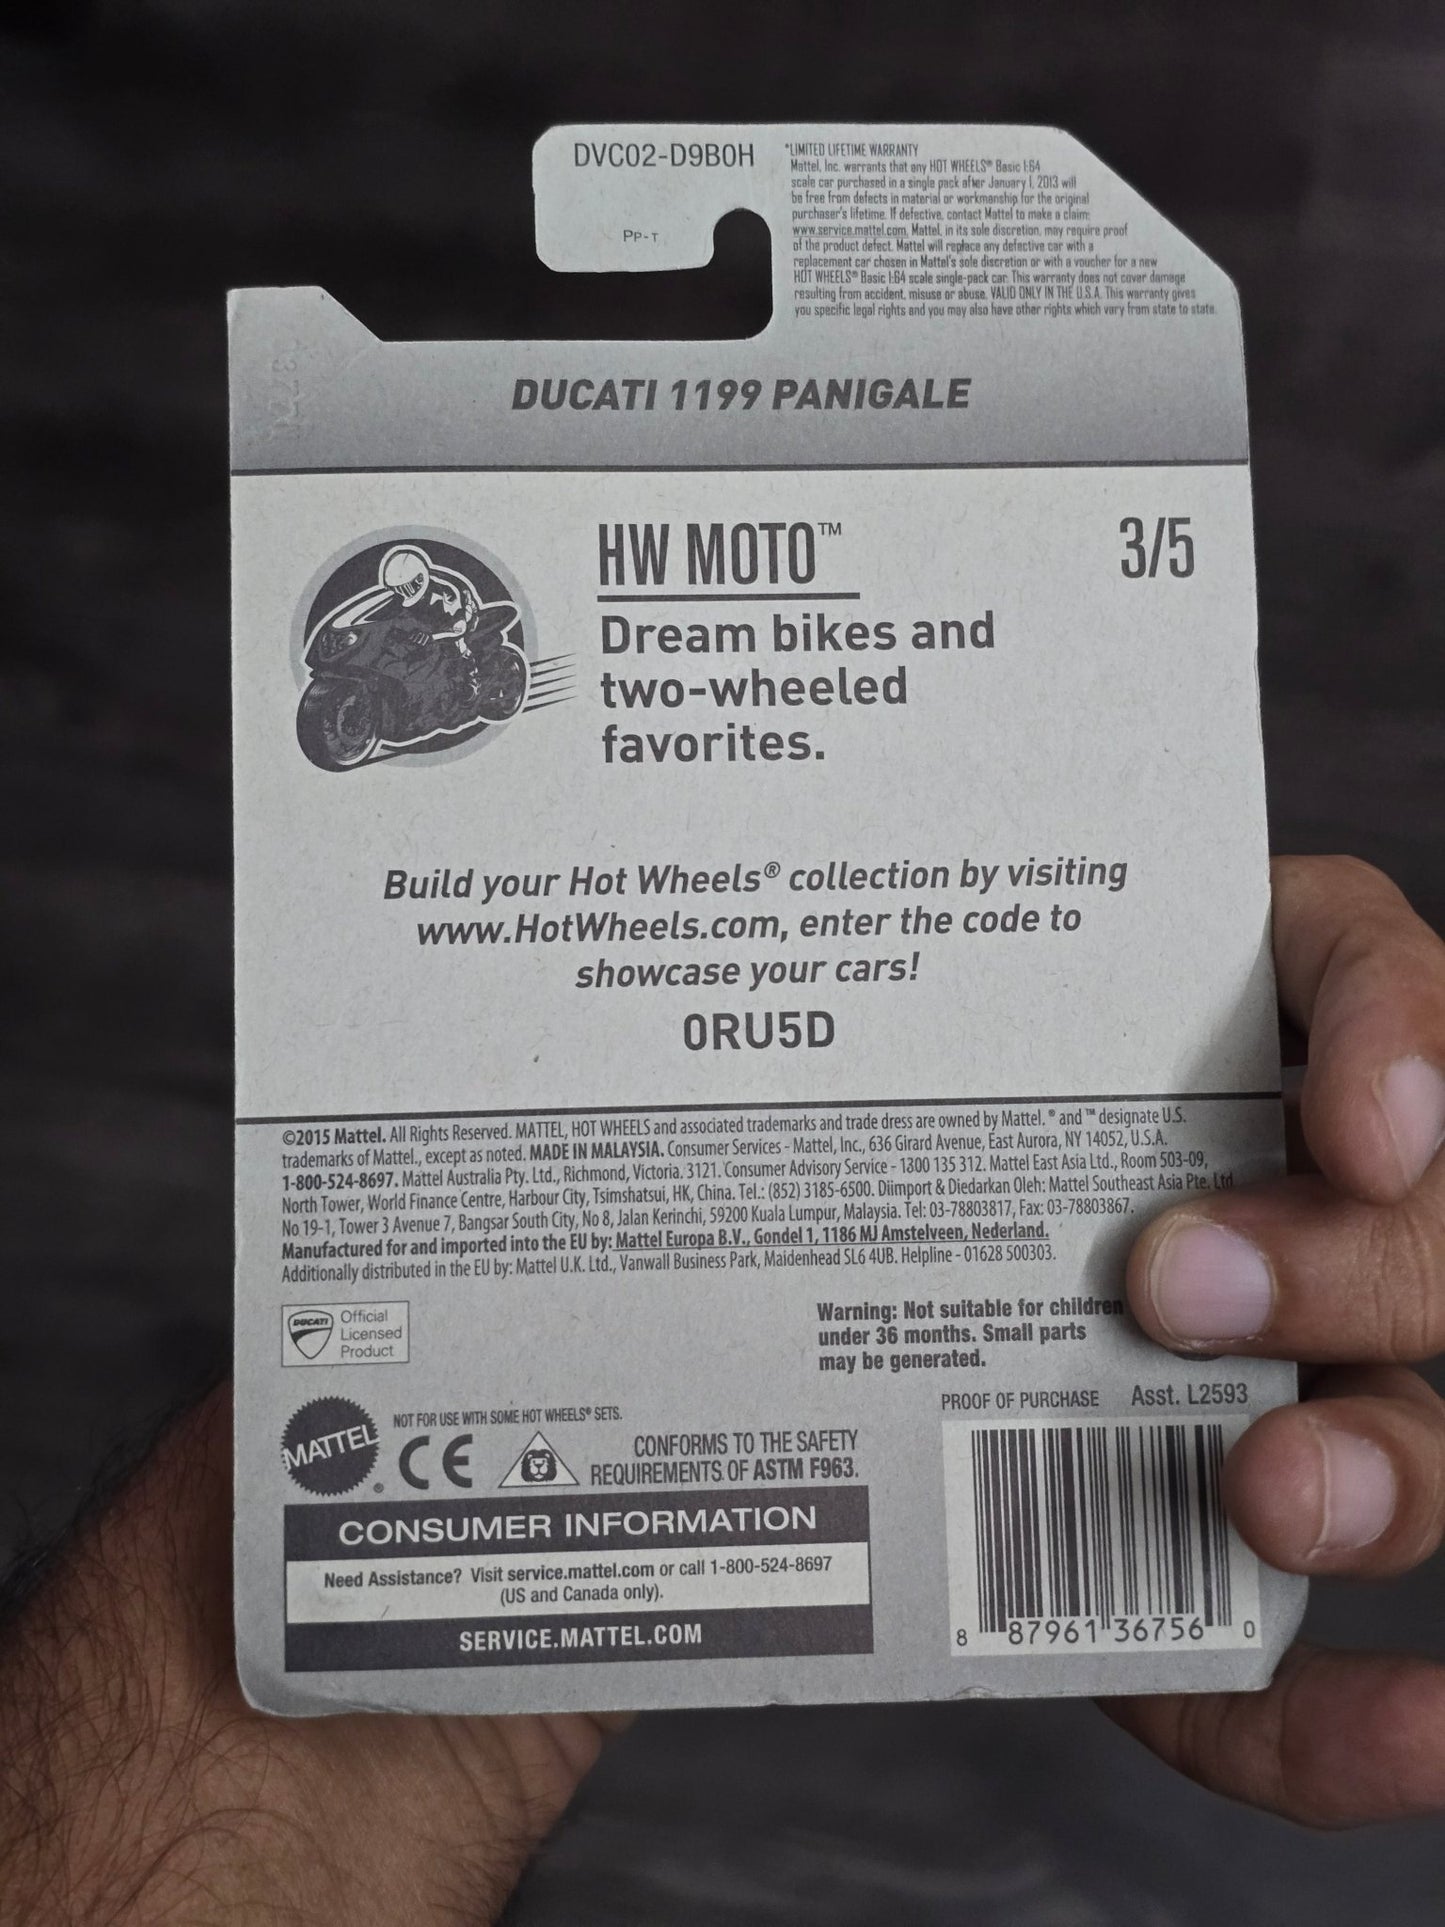 DVC02-D9B0H
PP-T
*LIMITED LIFETIME WARRANTY
Mattel, Inc. warrants that any HOT WHEELS® Basic 1:64
scale car purchased in a single pack after January 1, 2013 will
be free from defects in material or workmanship for the original
purchaser's lifetime. If defective, contact Mattel to make a claim:
www.service.mattel.com. Mattel, in its sole discretion, may require proof
of the product defect. Mattel will replace any defective car with a
replacement car chosen in Mattel's sole discretion or with a voucher for a new
HOT WHEELS® Basic 1:64 scale single-pack car. This warranty does not cover damage
resulting from accident, misuse or abuse. VALID ONLY IN THE U.S.A. This warranty gives
you specific legal rights and you may also have other rights which vary from state to state.
DUCATI 1199 PANIGALE
HW MOTO™
3/5
Dream bikes and
two-wheeled
favorites.
Build your Hot Wheels® collection by visiting
www.HotWheels.com, enter the code to
showcase your cars!
0RU5D
©2015 Mattel. All Rights Reserved. MATTEL, HOT WHEELS and associated trademarks and trade dress are owned by Mattel. ® and ™ designate U.S.
trademarks of Mattel., except as noted. MADE IN MALAYSIA. Consumer Services - Mattel, Inc., 636 Girard Avenue, East Aurora, NY 14052, U.S.A.
1-800-524-8697. Mattel Australia Pty. Ltd., Richmond, Victoria. 3121. Consumer Advisory Service - 1300 135 312. Mattel East Asia Ltd., Room 503-09,
North Tower, World Finance Centre, Harbour City, Tsimshatsui, HK, China. Tel.: (852) 3185-6500. Diimport & Diedarkan Oleh: Mattel Southeast Asia Pte. Ltd.
No 19-1, Tower 3 Avenue 7, Bangsar South City, No 8, Jalan Kerinchi, 59200 Kuala Lumpur, Malaysia. Tel: 03-78803817, Fax: 03-78803867.
Manufactured for and imported into the EU by: Mattel Europa B.V., Gondel 1, 1186 MJ Amstelveen, Nederland.
Additionally distributed in the EU by: Mattel U.K. Ltd., Vanwall Business Park, Maidenhead SL6 4UB. Helpline - 01628 500303.
DUCATI
Official
Licensed
Product
Warning: Not suitable for children
under 36 months. Small parts
may be generated.
PROOF OF PURCHASE Asst. L2593
NOT FOR USE WITH SOME HOT WHEELS® SETS.
MATTEL®
CE
CONFORMS TO THE SAFETY
REQUIREMENTS OF ASTM F963.
CONSUMER INFORMATION
Need Assistance? Visit service.mattel.com or call 1-800-524-8697
(US and Canada only).
SERVICE.MATTEL.COM
8 87961 36756 0